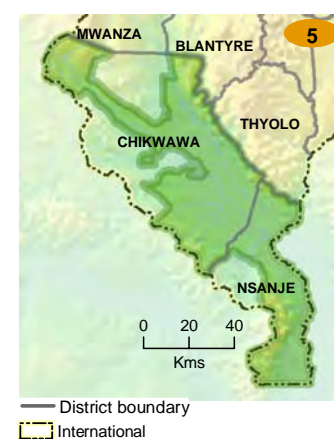 MWANZA
BLANTYRE
5
THYOLO
CHIKWAWA
NSANJE
0 20 40
Kms
District boundary
International